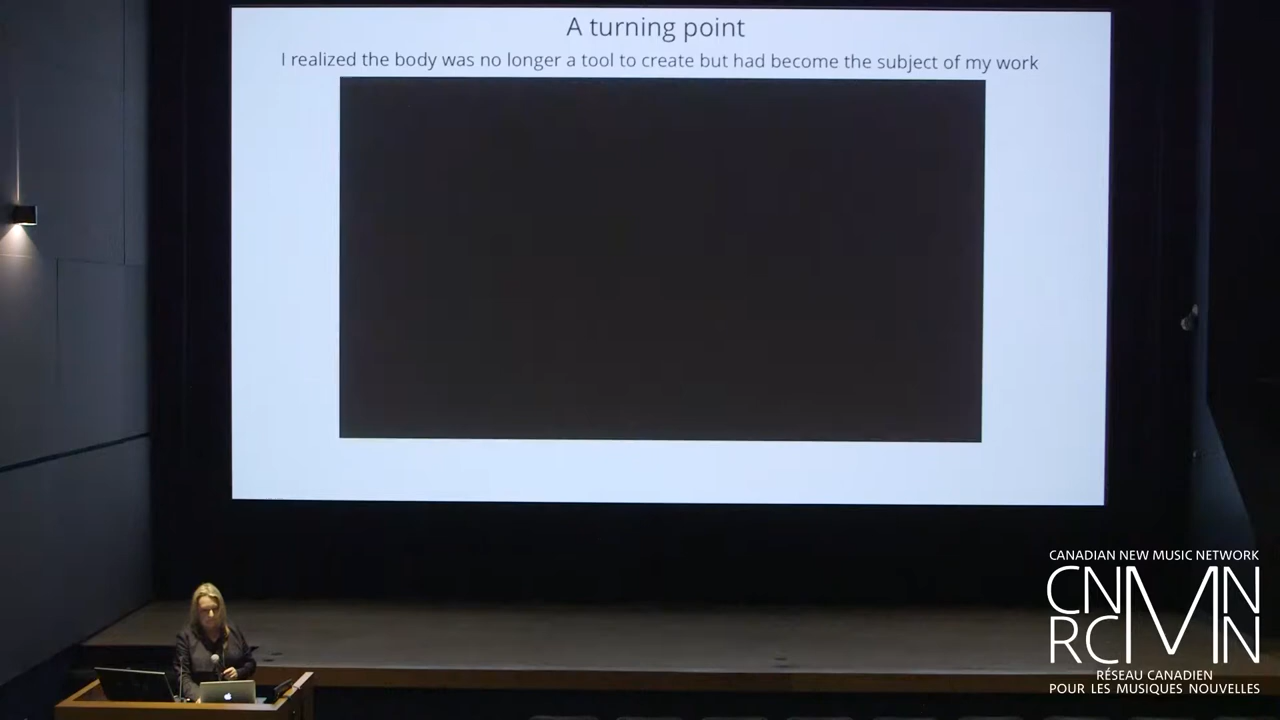 A turning point
I realized the body was no longer a tool to create but had become the subject of my work
CANADIAN NEW MUSIC NETWORK
CNMN
RCMN
RÉSEAU CANADIEN
POUR LES MUSIQUES NOUVELLES